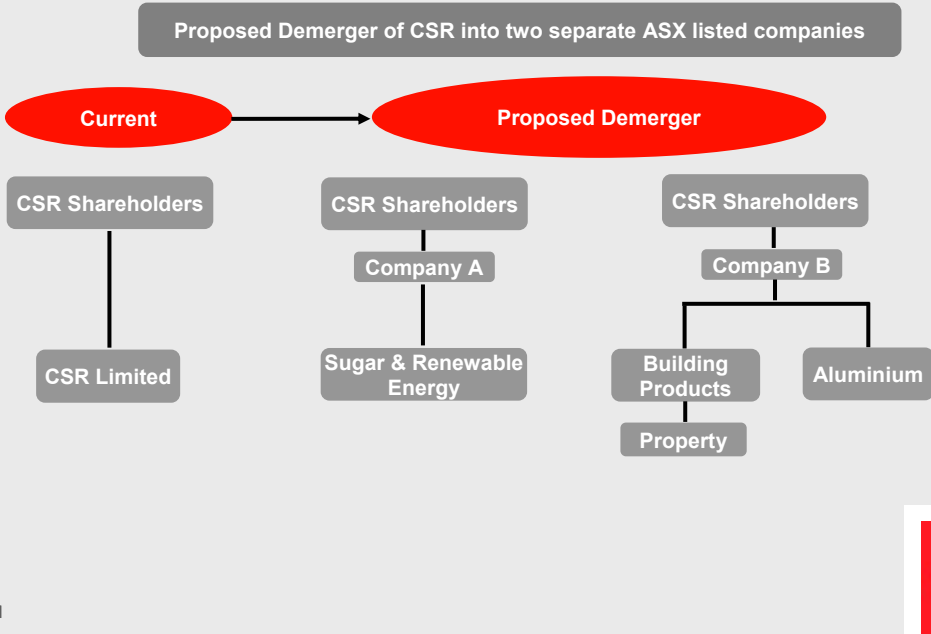 Proposed Demerger of CSR into two separate ASX listed companies
Current
Proposed Demerger
CSR Shareholders
CSR Shareholders
CSR Shareholders
Company A
Company B
CSR Limited
Sugar & Renewable
Energy
Building
Products
Aluminium
Property